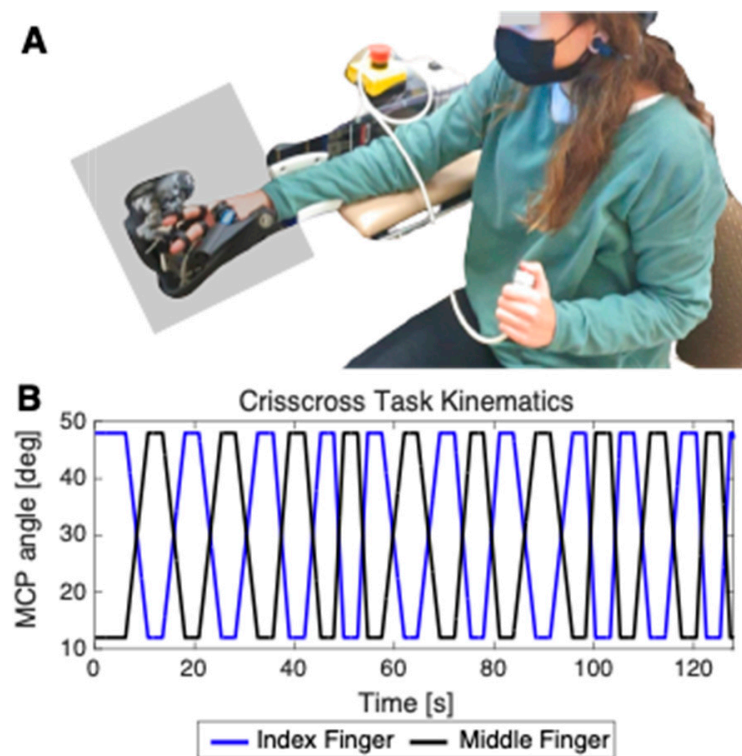 A
B
Crisscross Task Kinematics
50
40
30
20
10
MCP angle [deg]
0 20 40 60 80 100 120
Time [s]
Index Finger Middle Finger